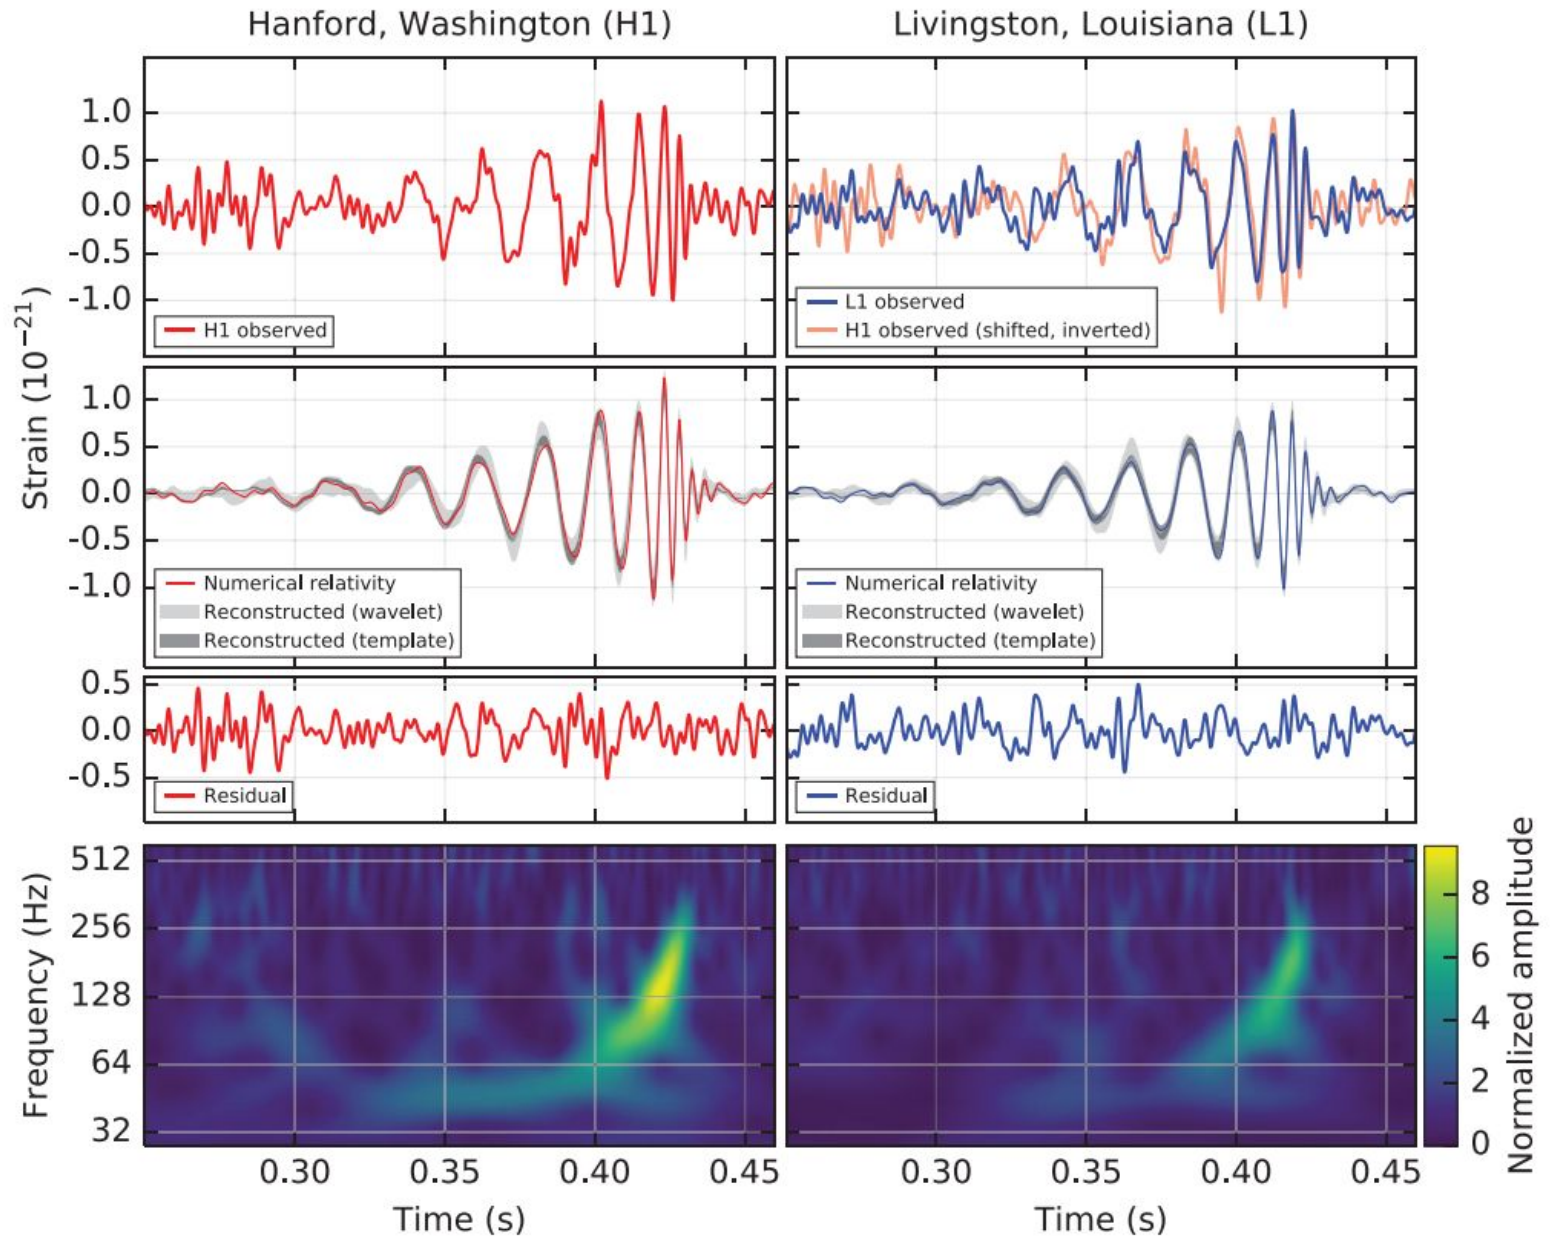 Hanford, Washington (H1)
Livingston, Louisiana (L1)
Strain (10⁻²¹)
1.0
0.5
0.0
-0.5
-1.0
H1 observed
L1 observed
H1 observed (shifted, inverted)
1.0
0.5
0.0
-0.5
-1.0
Numerical relativity
Reconstructed (wavelet)
Reconstructed (template)
Numerical relativity
Reconstructed (wavelet)
Reconstructed (template)
0.5
0.0
-0.5
Residual
Residual
Frequency (Hz)
512
256
128
64
32
Normalized amplitude
8
6
4
2
0
0.30 0.35 0.40 0.45
0.30 0.35 0.40 0.45
Time (s)
Time (s)